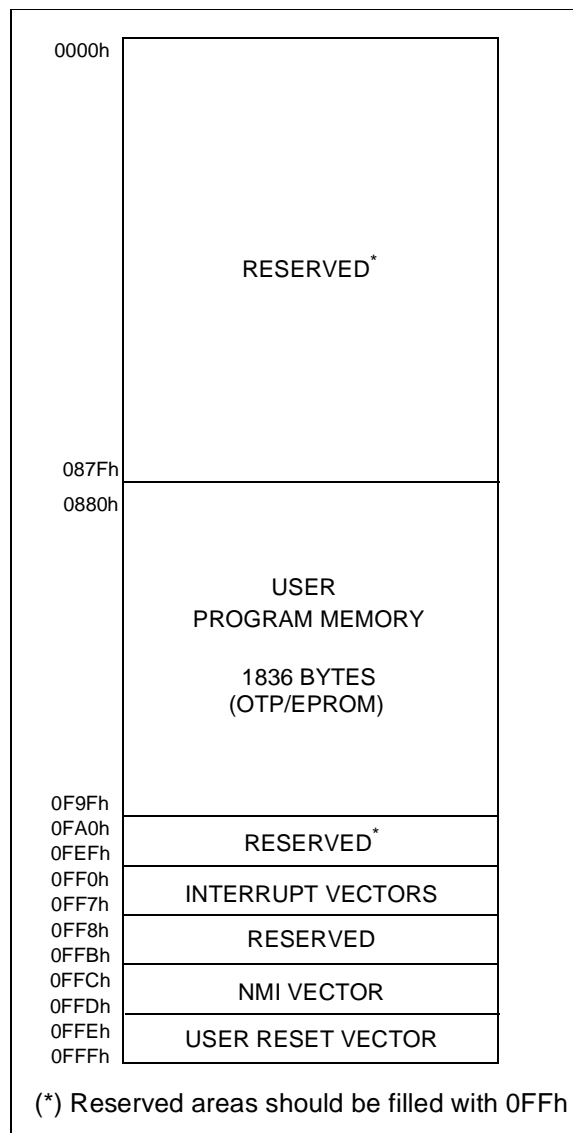 0000h
RESERVED*
087Fh
0880h
USER
PROGRAM MEMORY
1836 BYTES
(OTP/EPROM)
0F9Fh
0FA0h
RESERVED*
0FEFh
0FF0h
INTERRUPT VECTORS
0FF7h
0FF8h
RESERVED
0FFBh
0FFCh
NMI VECTOR
0FFDh
0FFEh
USER RESET VECTOR
0FFFh
(*) Reserved areas should be filled with 0FFh